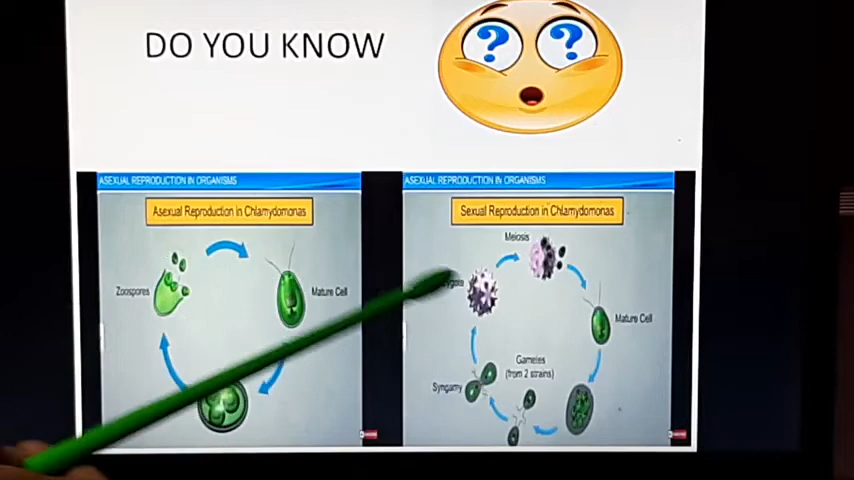 DO YOU KNOW
ASEXUAL REPRODUCTION IN ORGANISMS
Asexual Reproduction in Chlamydomonas
Zoospores
Mature Cell
ASEXUAL REPRODUCTION IN ORGANISMS
Sexual Reproduction in Chlamydomonas
Meiosis
Mature Cell
Gametes
(from 2 strains)
Syngamy